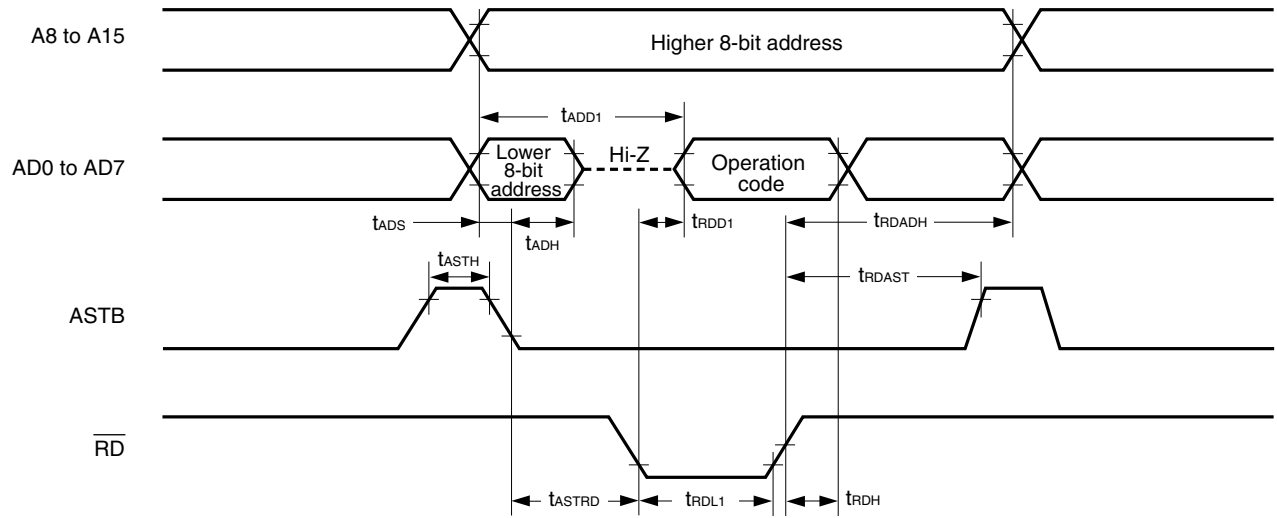 A8 to A15
Higher 8-bit address
tADD1
AD0 to AD7
Lower
8-bit
address
Hi-Z
Operation
code
tADS
tADH
tRDD1
tRDADH
tASTH
tRDAST
ASTB
RD
tASTRD
tRDL1
tRDH